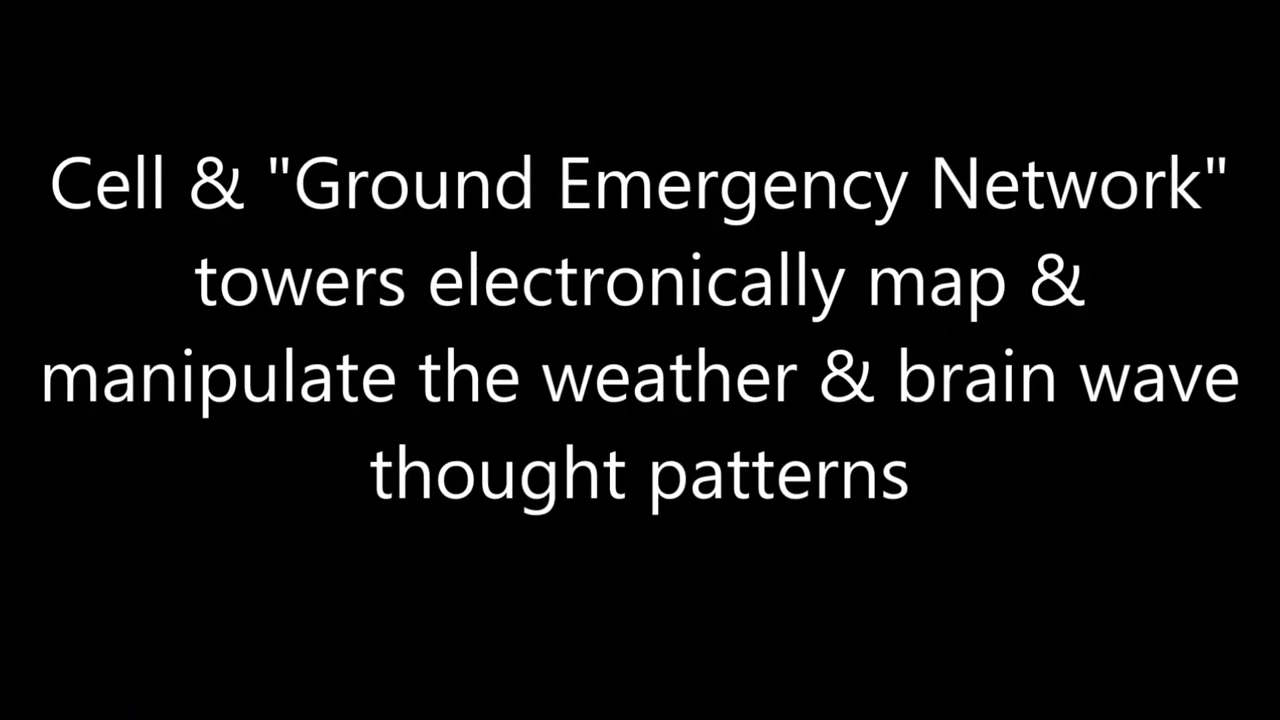 Cell & "Ground Emergency Network"
towers electronically map &
manipulate the weather & brain wave
thought patterns